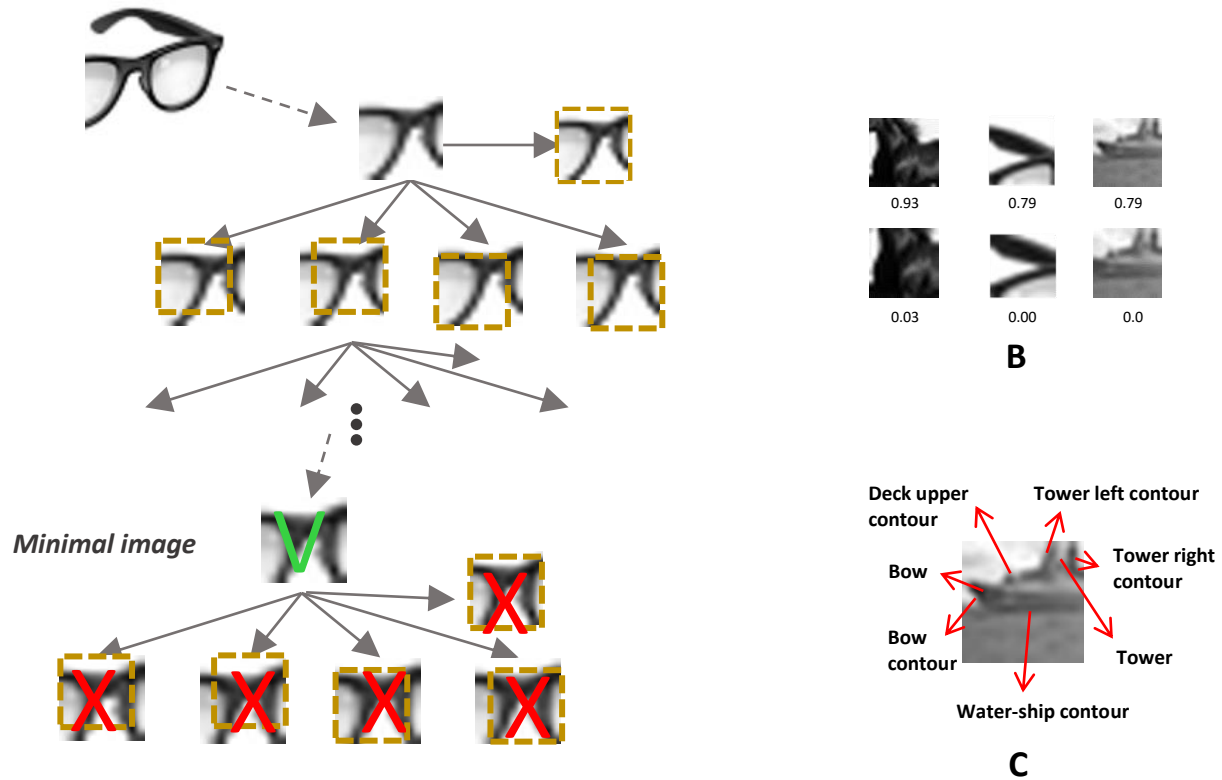 Minimal image
V
X
X
X
X
X
0.93 0.79 0.79
0.03 0.00 0.0
B
Deck upper
contour
Tower left contour
Bow
Tower right
contour
Bow
contour
Tower
Water-ship contour
C